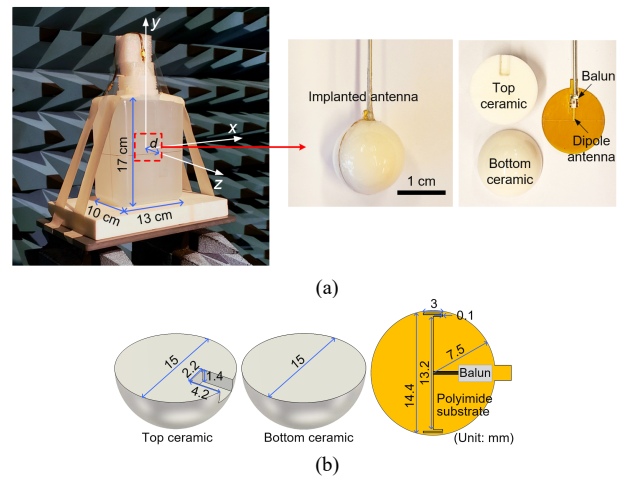 y
x
z
d
17 cm
10 cm
13 cm
Implanted antenna
1 cm
Top
ceramic
Bottom
ceramic
Balun
Dipole
antenna
(a)
15
2.2
1.4
4.2
Top ceramic
15
Bottom ceramic
3
0.1
7.5
14.4
13.2
Balun
Polyimide
substrate
(Unit: mm)
(b)